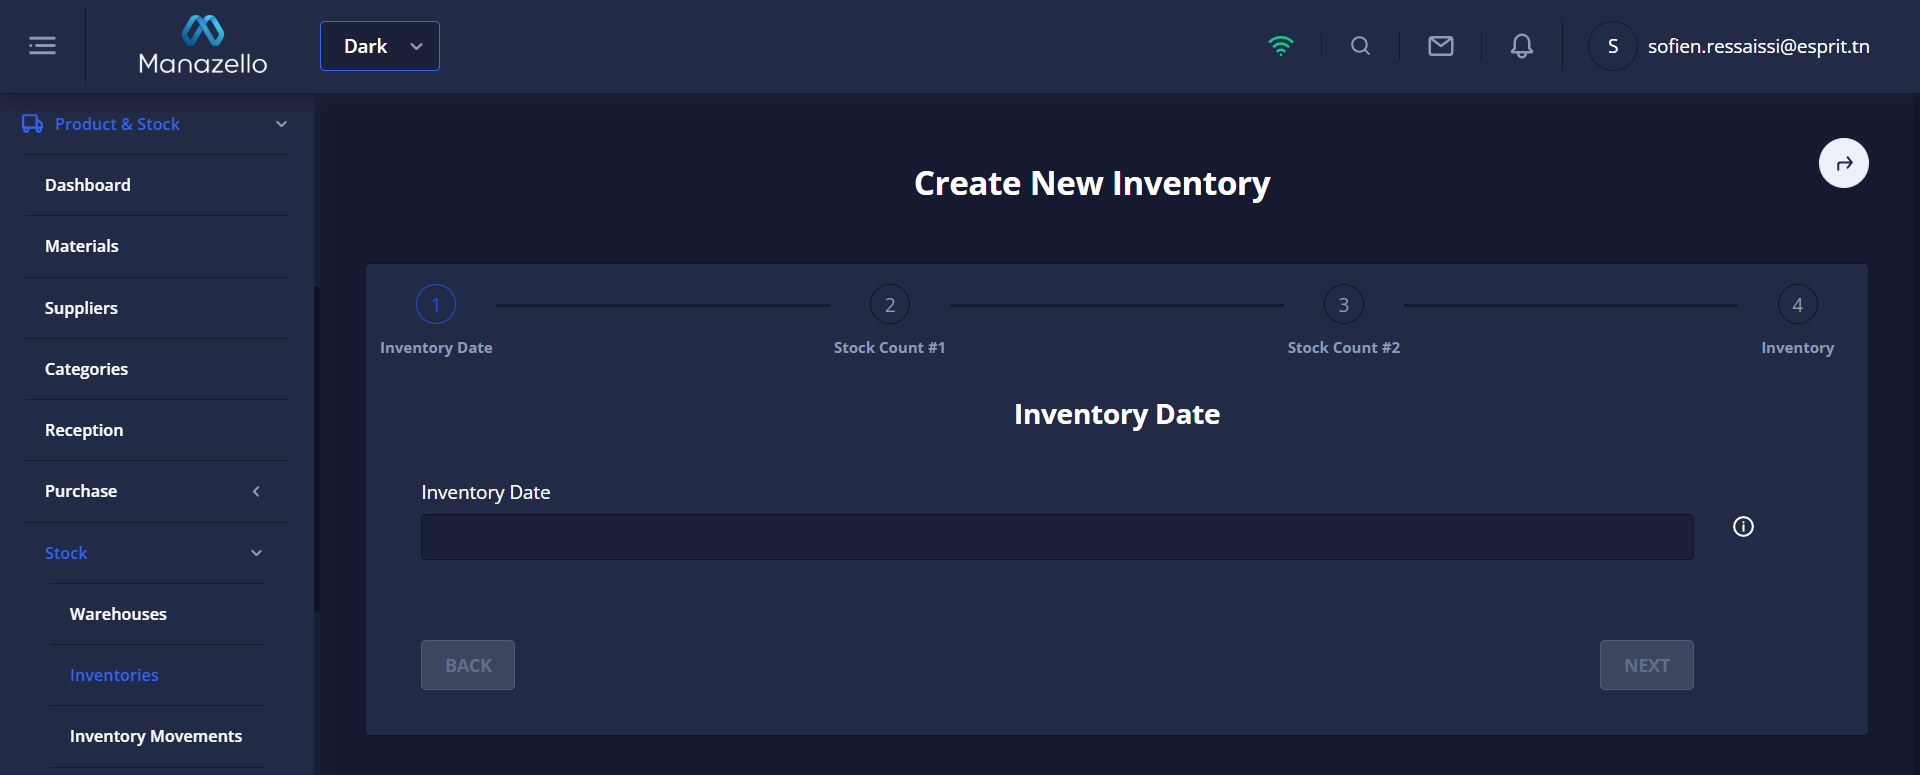 Manazello
Dark
S
sofien.ressaissi@esprit.tn
Product & Stock
Dashboard
Materials
Suppliers
Categories
Reception
Purchase
Stock
Warehouses
Inventories
Inventory Movements
Create New Inventory
1
2
3
4
Inventory Date
Stock Count #1
Stock Count #2
Inventory
Inventory Date
Inventory Date
BACK
NEXT